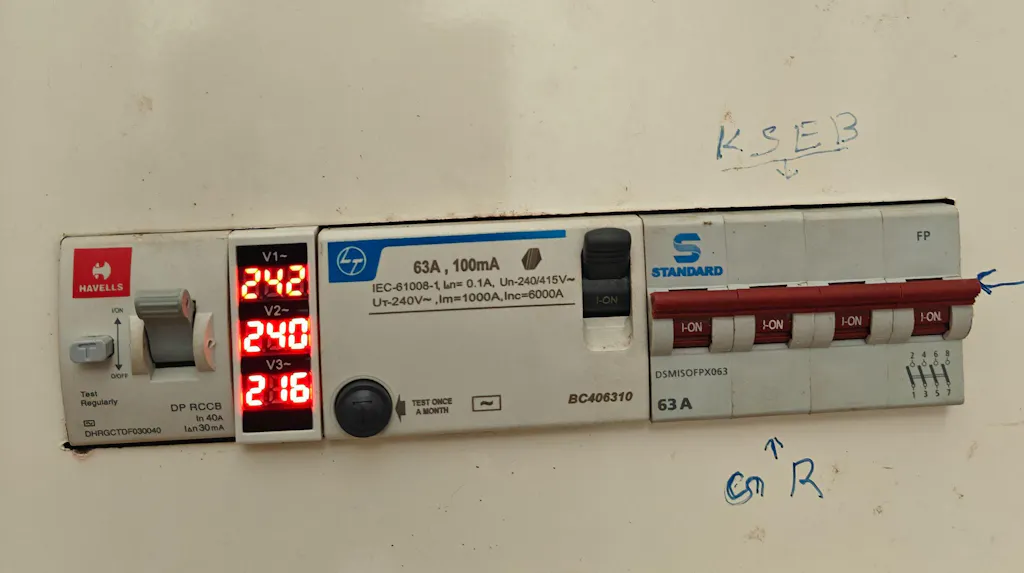 KSEB
HAVELLS
I/ON
O/OFF
Test
Regularly
DP RCCB
In 40A
IΔn 30mA
DHRGCTDF030040
V1~
242
V2~
240
V3~
216
L&T
63A, 100mA
IEC-61008-1, IΔn= 0.1A, Un-240/415V~
UT-240V~, Im=1000A, Inc=6000A
I-ON
T
TEST ONCE
A MONTH
BC406310
S
STANDARD
FP
I-ON I-ON I-ON I-ON
DSMISOFPX063
63A
2 4 6 8
1 3 5 7
R